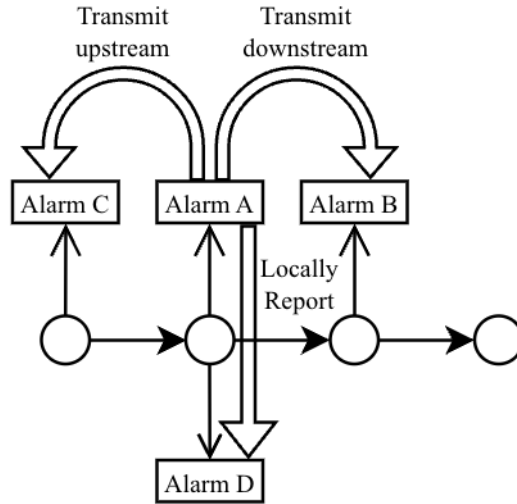 Transmit
upstream
Transmit
downstream
Alarm C
Alarm A
Alarm B
Locally
Report
Alarm D